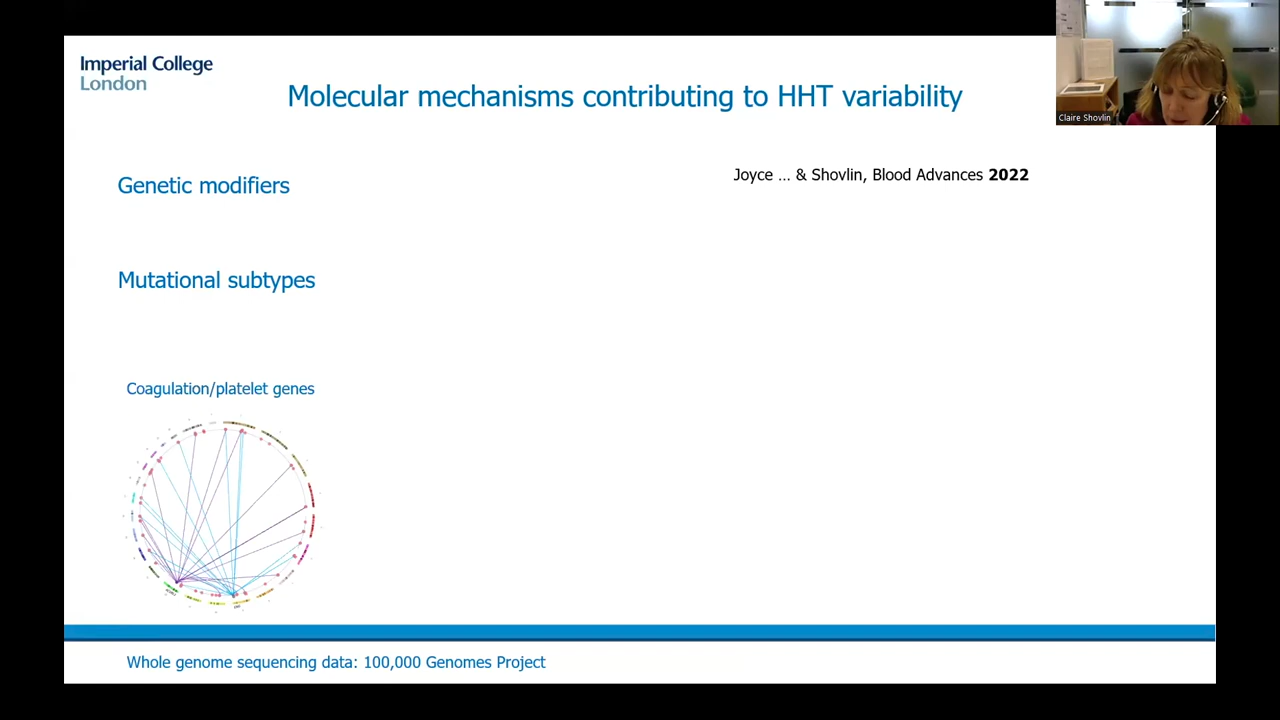 Imperial College
London
Molecular mechanisms contributing to HHT variability
Claire Shovlin
Genetic modifiers
Joyce ... & Shovlin, Blood Advances 2022
Mutational subtypes
Coagulation/platelet genes
Whole genome sequencing data: 100,000 Genomes Project